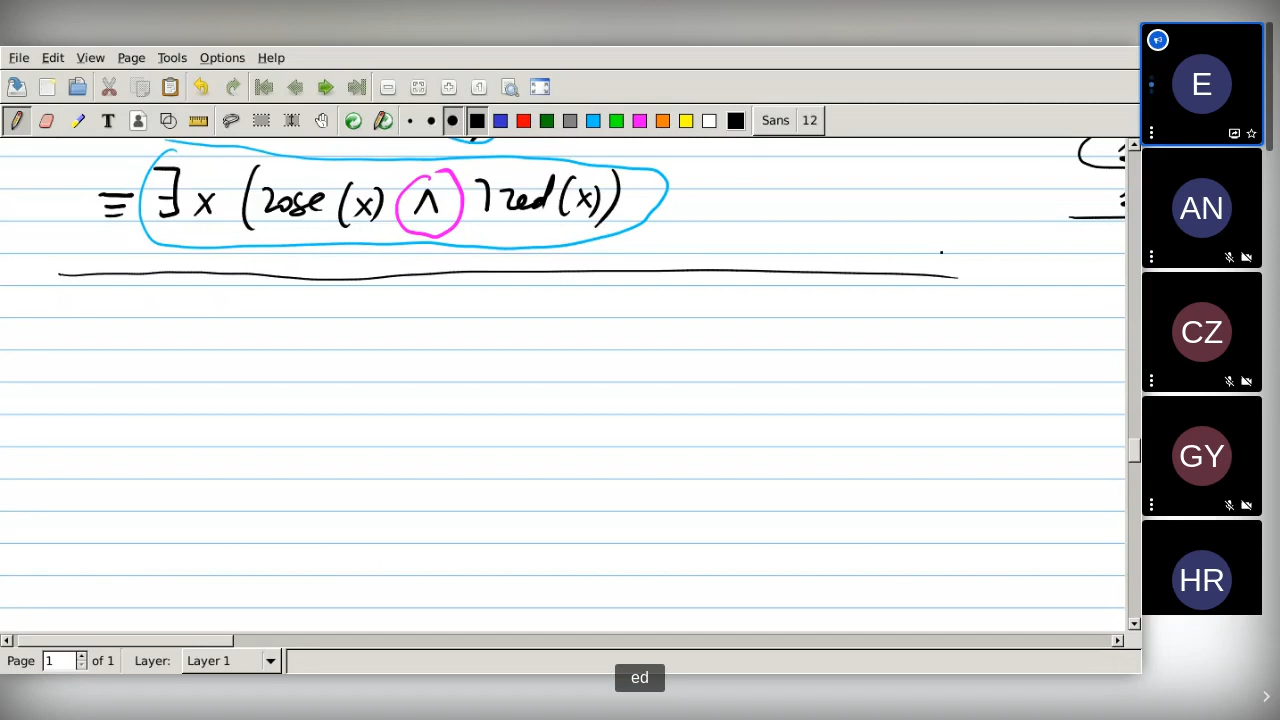 File Edit View Page Tools Options Help
T Sans 12
≡ ∃ x (rose(x) ∧ ¬red(x))
Page 1 of 1 Layer: Layer 1
ed
E
AN
CZ
GY
HR